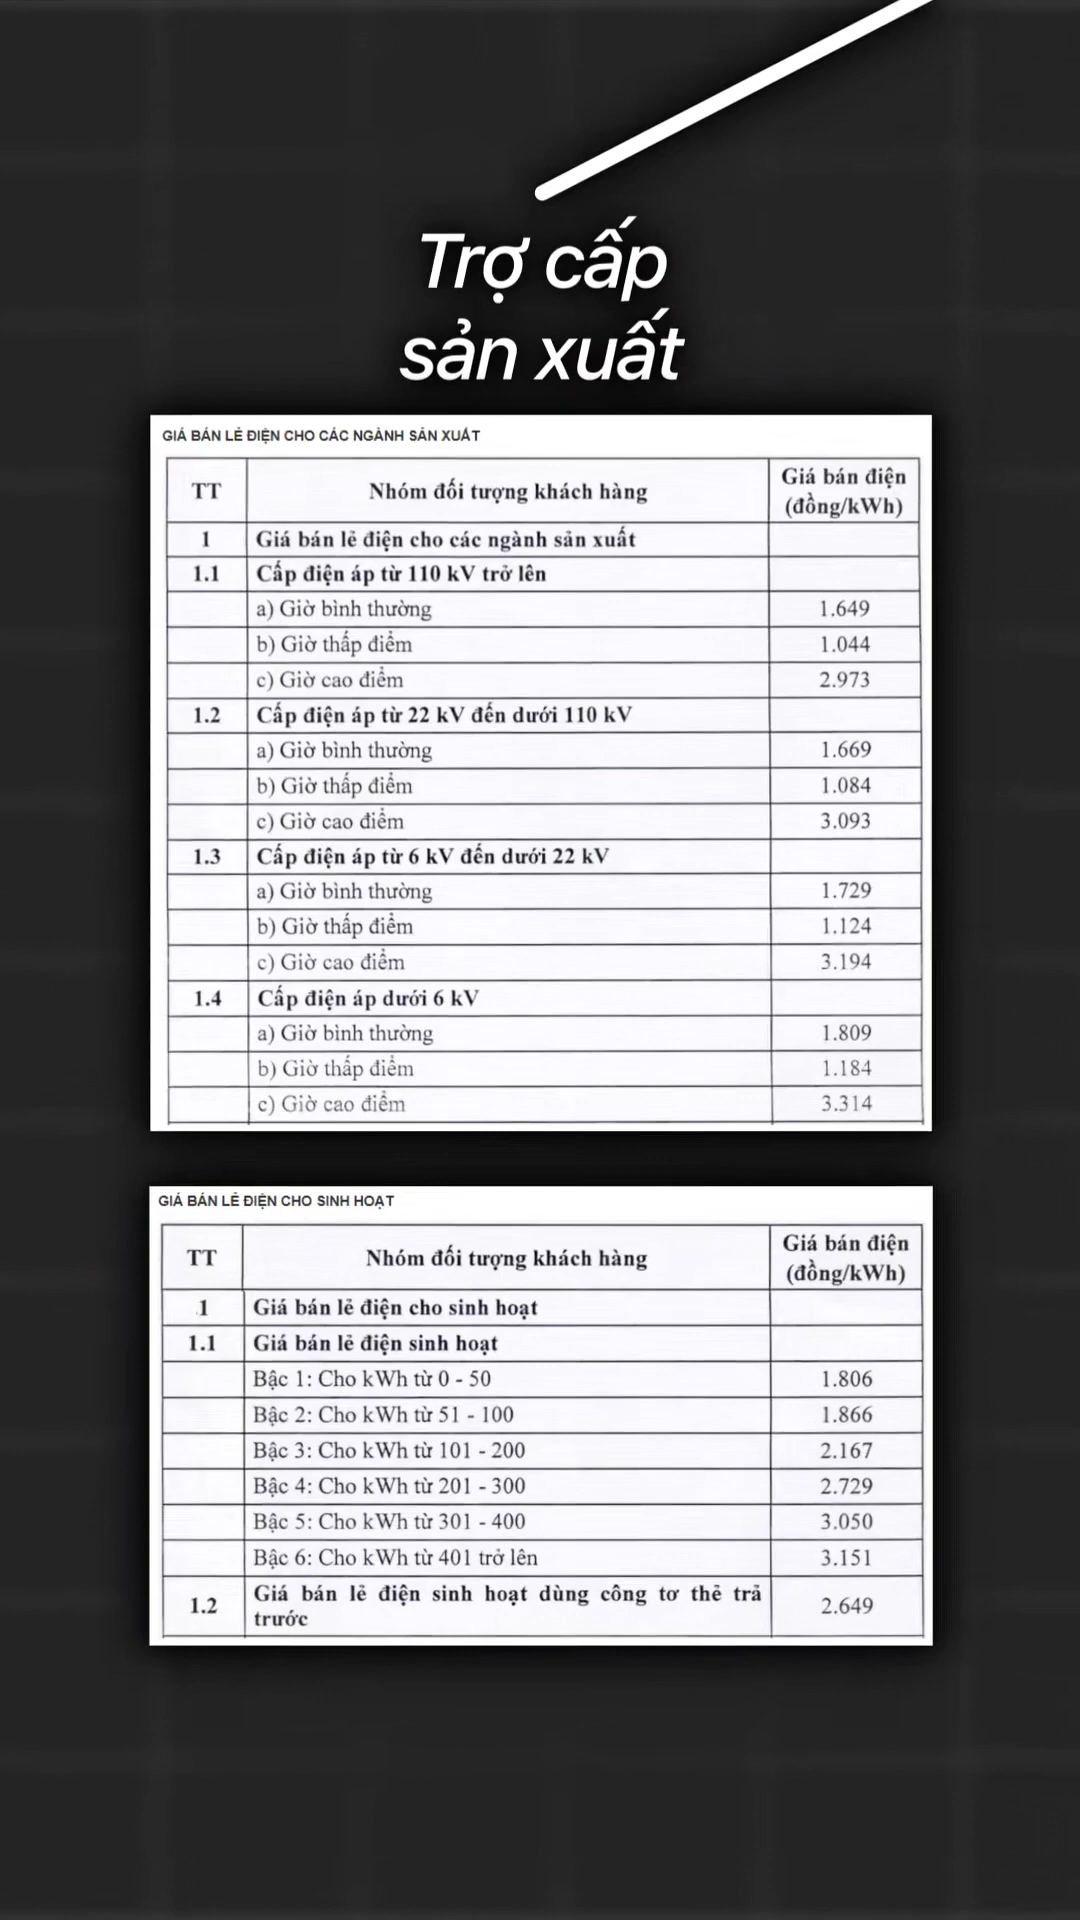 Trợ cấp
sản xuất
GIÁ BÁN LẺ ĐIỆN CHO CÁC NGÀNH SẢN XUẤT
TT Nhóm đối tượng khách hàng Giá bán điện (đồng/kWh)
1 Giá bán lẻ điện cho các ngành sản xuất
1.1 Cấp điện áp từ 110 kV trở lên
a) Giờ bình thường 1.649
b) Giờ thấp điểm 1.044
c) Giờ cao điểm 2.973
1.2 Cấp điện áp từ 22 kV đến dưới 110 kV
a) Giờ bình thường 1.669
b) Giờ thấp điểm 1.084
c) Giờ cao điểm 3.093
1.3 Cấp điện áp từ 6 kV đến dưới 22 kV
a) Giờ bình thường 1.729
b) Giờ thấp điểm 1.124
c) Giờ cao điểm 3.194
1.4 Cấp điện áp dưới 6 kV
a) Giờ bình thường 1.809
b) Giờ thấp điểm 1.184
c) Giờ cao điểm 3.314
GIÁ BÁN LẺ ĐIỆN CHO SINH HOẠT
TT Nhóm đối tượng khách hàng Giá bán điện (đồng/kWh)
1 Giá bán lẻ điện cho sinh hoạt
1.1 Giá bán lẻ điện sinh hoạt
Bậc 1: Cho kWh từ 0 - 50 1.806
Bậc 2: Cho kWh từ 51 - 100 1.866
Bậc 3: Cho kWh từ 101 - 200 2.167
Bậc 4: Cho kWh từ 201 - 300 2.729
Bậc 5: Cho kWh từ 301 - 400 3.050
Bậc 6: Cho kWh từ 401 trở lên 3.151
1.2 Giá bán lẻ điện sinh hoạt dùng công tơ thẻ trả
trước 2.649